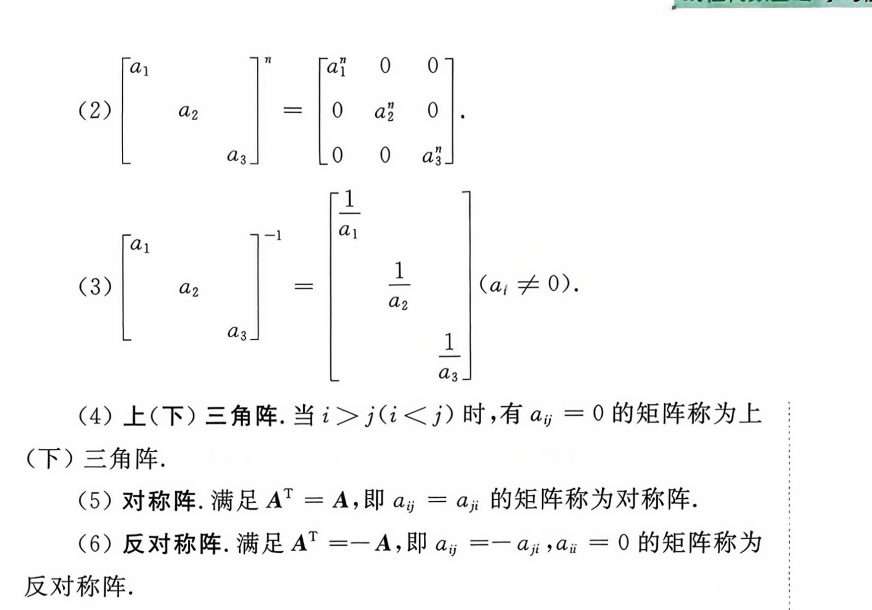 (2) [a₁ a₂ a₃]ⁿ = [a₁ⁿ 0 0
0 a₂ⁿ 0
0 0 a₃ⁿ].
(3) [a₁ a₂ a₃]⁻¹ = [1/a₁ 1/a₂ 1/a₃] (aᵢ ≠ 0).
(4) 上(下)三角阵. 当 i > j(i < j) 时,有 aᵢⱼ = 0 的矩阵称为上
(下)三角阵.
(5) 对称阵. 满足 Aᵀ = A,即 aᵢⱼ = aⱼᵢ 的矩阵称为对称阵.
(6) 反对称阵. 满足 Aᵀ =− A,即 aᵢⱼ =− aⱼᵢ ,aᵢᵢ = 0 的矩阵称为
反对称阵.